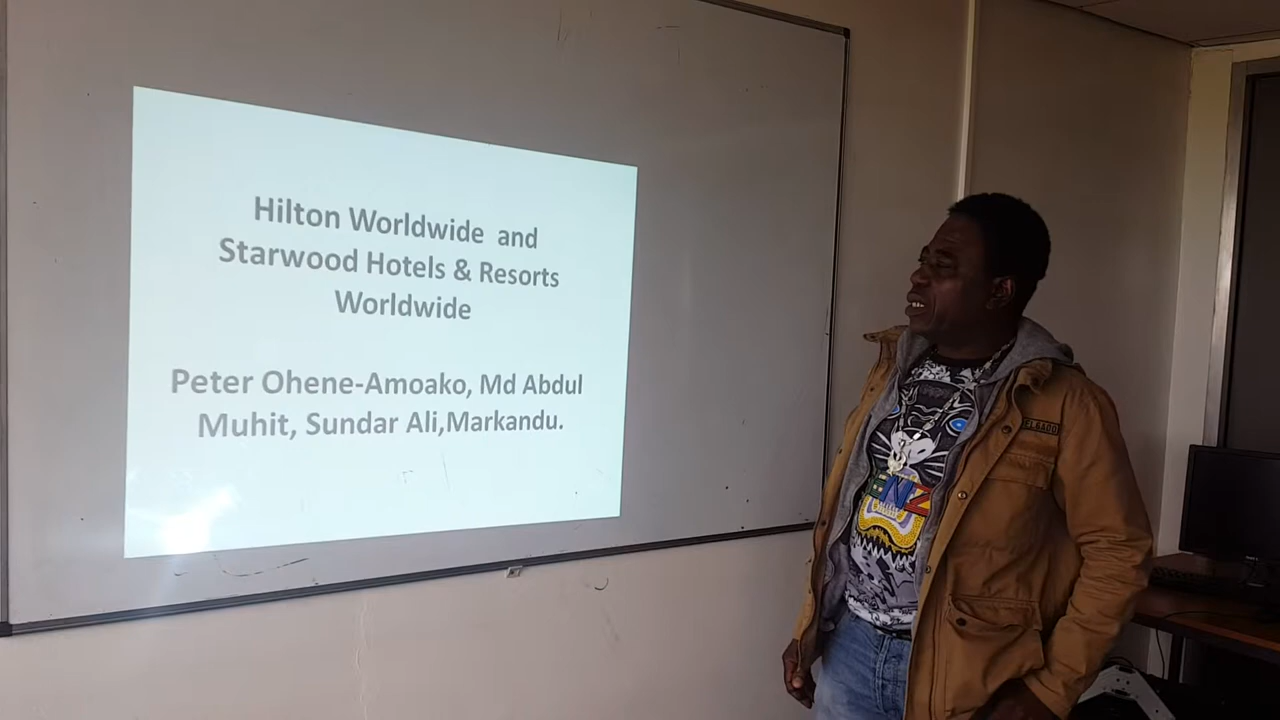 Hilton Worldwide and
Starwood Hotels & Resorts
Worldwide
Peter Ohene-Amoako, Md Abdul
Muhit, Sundar Ali,Markandu.